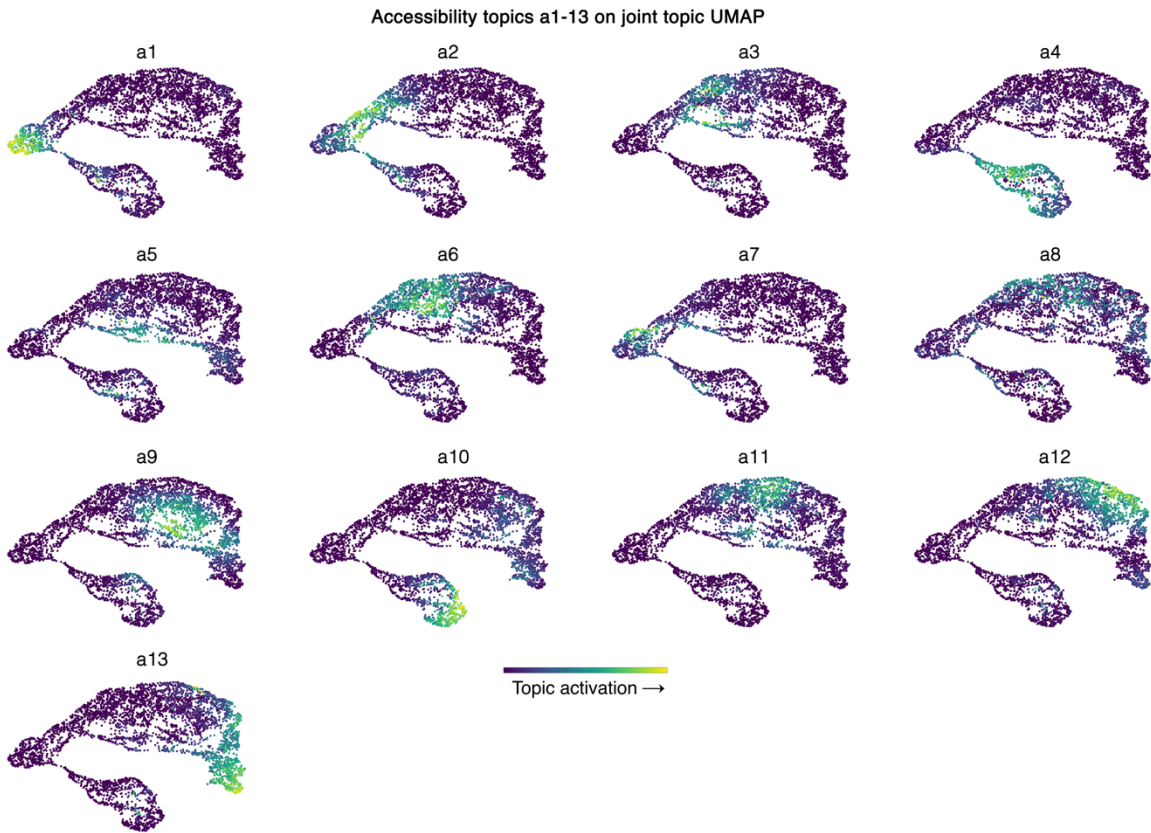 Accessibility topics a1-13 on joint topic UMAP
a1
a2
a3
a4
a5
a6
a7
a8
a9
a10
a11
a12
a13
Topic activation →